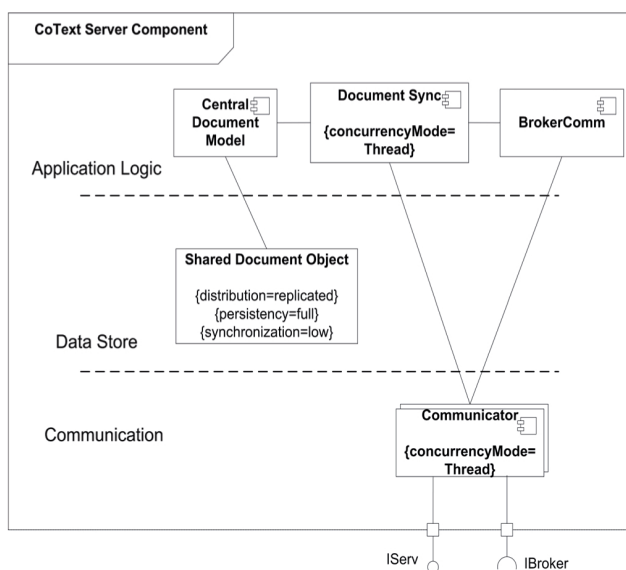 CoText Server Component
Central
Document
Model
Document Sync
{concurrencyMode=
Thread}
BrokerComm
Application Logic
Shared Document Object
{distribution=replicated}
{persistency=full}
{synchronization=low}
Data Store
Communication
Communicator
{concurrencyMode=
Thread}
IServ
IBroker